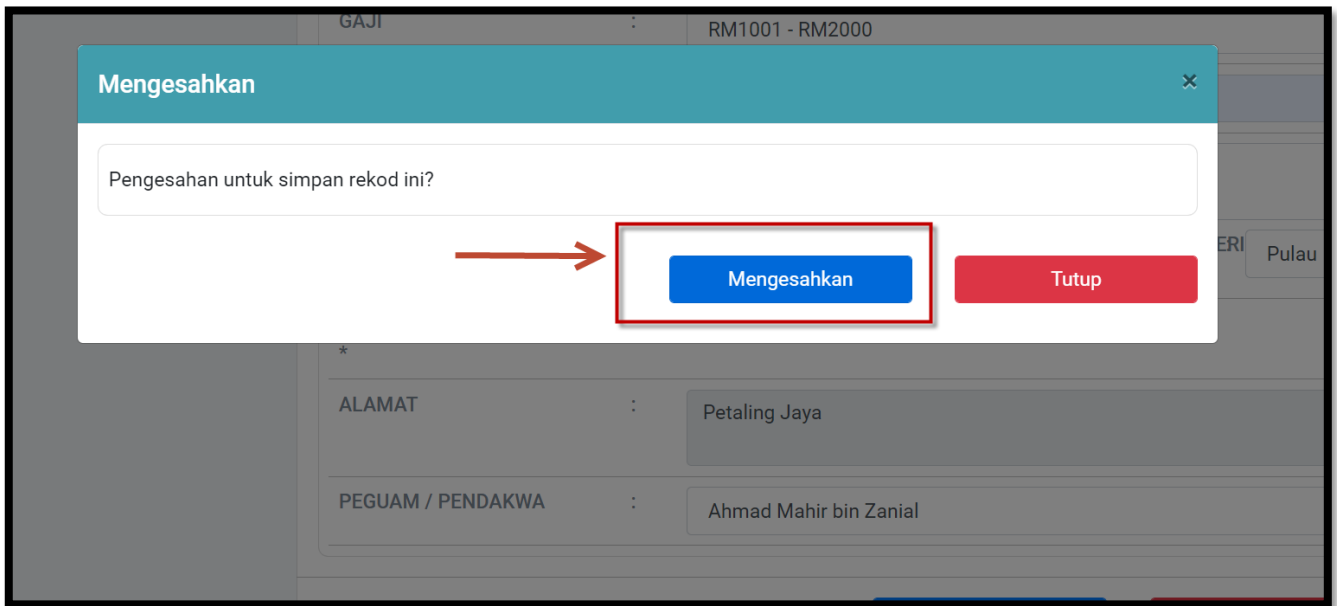 GAJI : RM1001 - RM2000
Mengesahkan ×
Pengesahan untuk simpan rekod ini?
ERI Pulau
Mengesahkan Tutup
*
ALAMAT : Petaling Jaya
PEGUAM / PENDAKWA : Ahmad Mahir bin Zanial